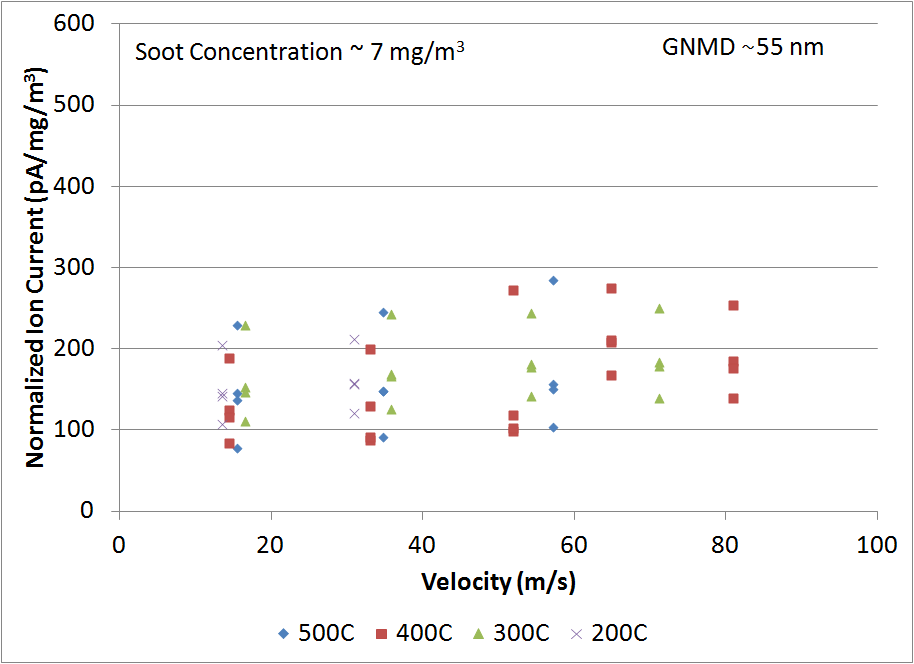 600
Soot Concentration ~ 7 mg/m³
GNMD ~55 nm
500
400
300
200
100
0
Normalized Ion Current (pA/mg/m³)
0 20 40 60 80 100
Velocity (m/s)
500C 400C 300C 200C